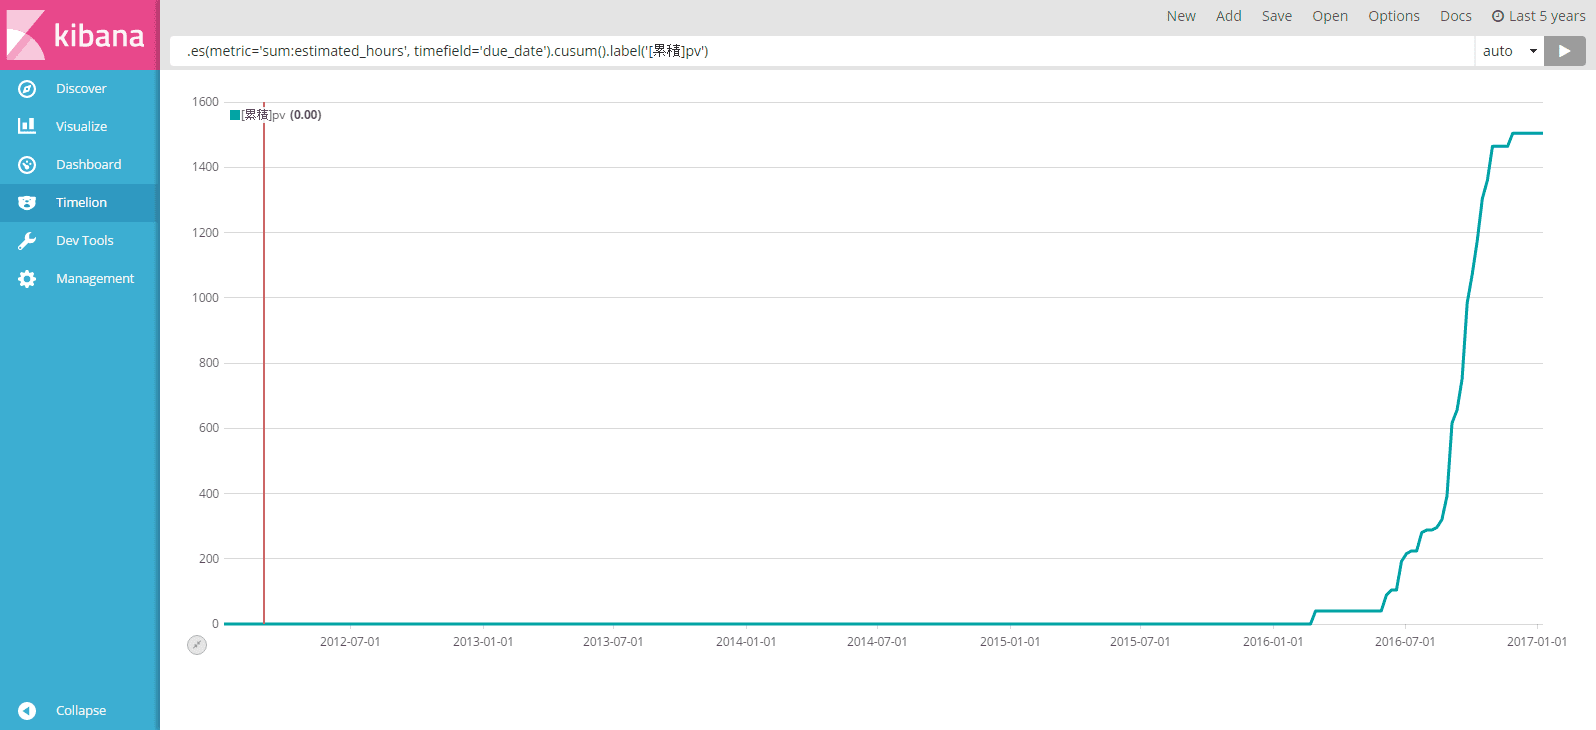 kibana
New Add Save Open Options Docs Last 5 years
.es(metric='sum:estimated_hours', timefield='due_date').cusum().label('[累積]pv')
auto
Discover
Visualize
Dashboard
Timelion
Dev Tools
Management
Collapse
[累積]pv (0.00)
1600
1400
1200
1000
800
600
400
200
0
2012-07-01 2013-01-01 2013-07-01 2014-01-01 2014-07-01 2015-01-01 2015-07-01 2016-01-01 2016-07-01 2017-01-01